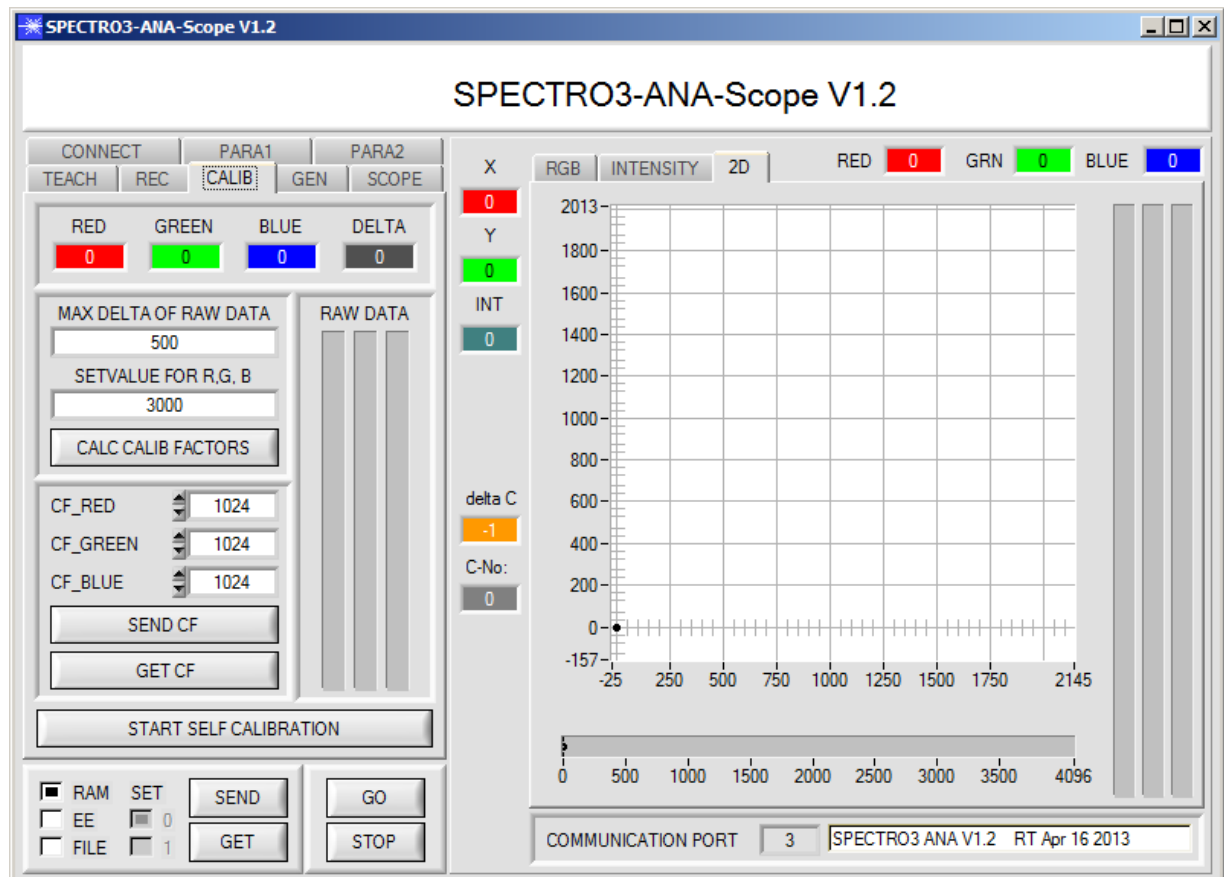 SPECTRO3-ANA-Scope V1.2
SPECTRO3-ANA-Scope V1.2
CONNECT PARA1 PARA2
TEACH REC CALIB GEN SCOPE
RED GREEN BLUE DELTA
0 0 0 0
MAX DELTA OF RAW DATA
500
SETVALUE FOR R,G, B
3000
CALC CALIB FACTORS
RAW DATA
CF_RED 1024
CF_GREEN 1024
CF_BLUE 1024
SEND CF
GET CF
START SELF CALIBRATION
RAM SET
EE 0
FILE 1
SEND
GET
GO
STOP
X
0
Y
0
INT
0
delta C
-1
C-No:
0
RGB INTENSITY 2D
RED 0 GRN 0 BLUE 0
2013
1800
1600
1400
1200
1000
800
600
400
200
0
-157
-25 250 500 750 1000 1250 1500 1750 2145
0 500 1000 1500 2000 2500 3000 3500 4096
COMMUNICATION PORT 3 SPECTRO3 ANA V1.2 RT Apr 16 2013